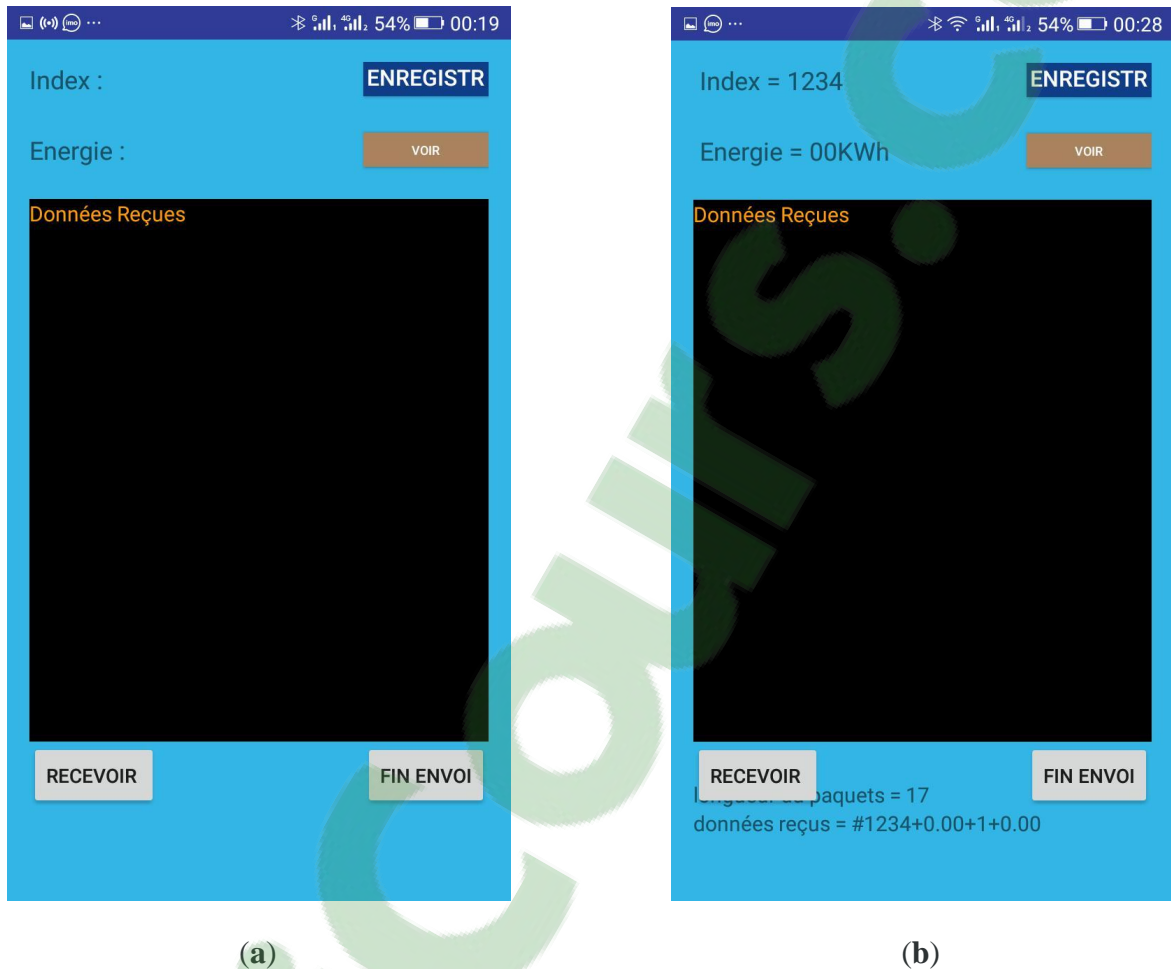 54% 00:19
Index :
ENREGISTR
Energie :
VOIR
Données Reçues
RECEVOIR
FIN ENVOI
(a)
54% 00:28
Index = 1234
ENREGISTR
Energie = 00KWh
VOIR
Données Reçues
RECEVOIR
FIN ENVOI
paquets = 17
données reçus = #1234+0.00+1+0.00
(b)